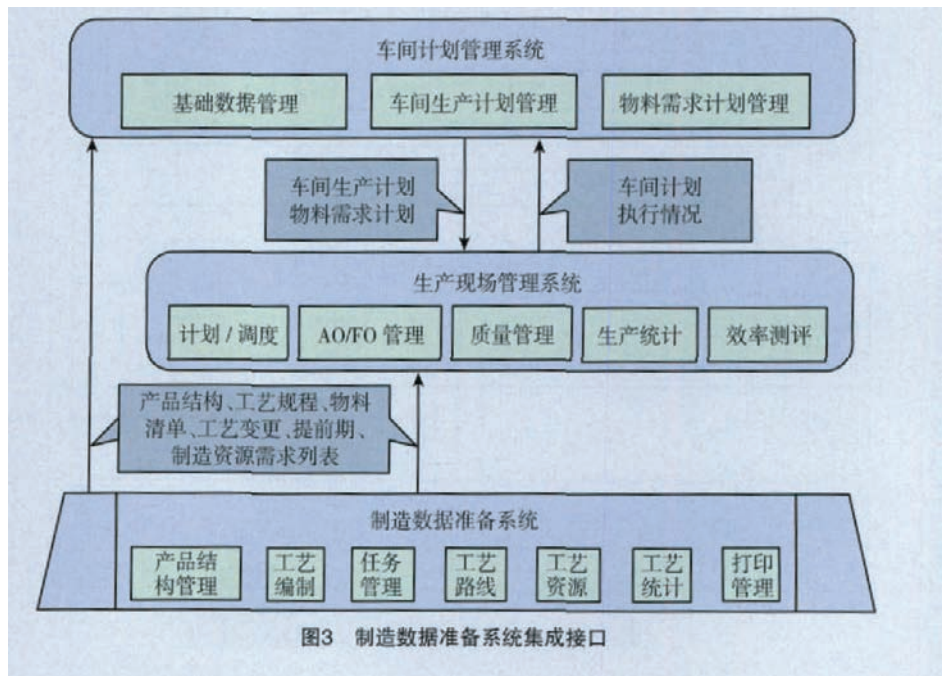 车间计划管理系统
基础数据管理
车间生产计划管理
物料需求计划管理
车间生产计划
物料需求计划
车间计划
执行情况
生产现场管理系统
计划 / 调度
AO/FO 管理
质量管理
生产统计
效率测评
产品结构、工艺规程、物料
清单、工艺变更、提前期、
制造资源需求列表
制造数据准备系统
产品结
构管理
工艺
编制
任务
管理
工艺
路线
工艺
资源
工艺
统计
打印
管理
图3 制造数据准备系统集成接口